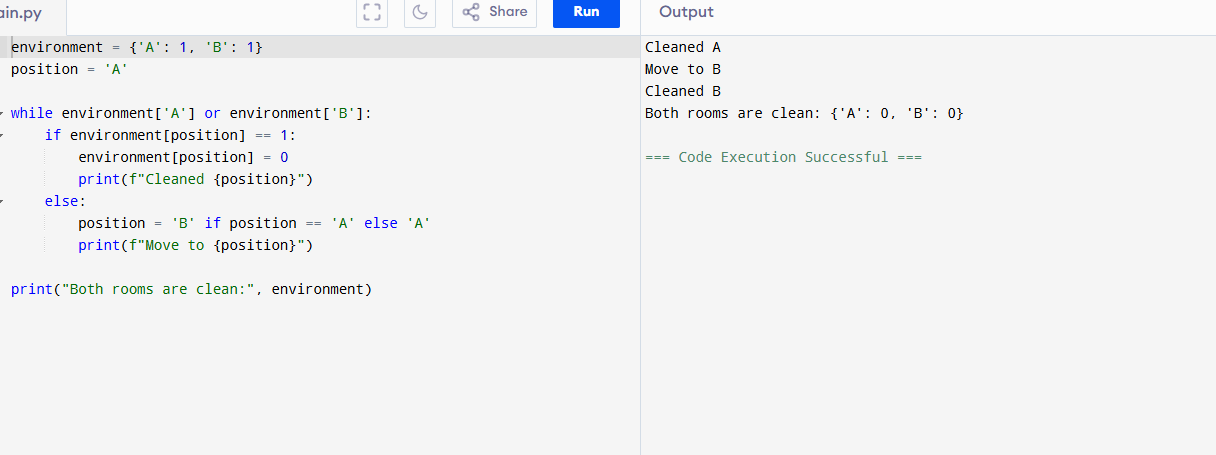 ain.py
Share
Run
Output
environment = {'A': 1, 'B': 1}
position = 'A'
while environment['A'] or environment['B']:
    if environment[position] == 1:
        environment[position] = 0
        print(f"Cleaned {position}")
    else:
        position = 'B' if position == 'A' else 'A'
        print(f"Move to {position}")
print("Both rooms are clean:", environment)
Cleaned A
Move to B
Cleaned B
Both rooms are clean: {'A': 0, 'B': 0}
=== Code Execution Successful ===